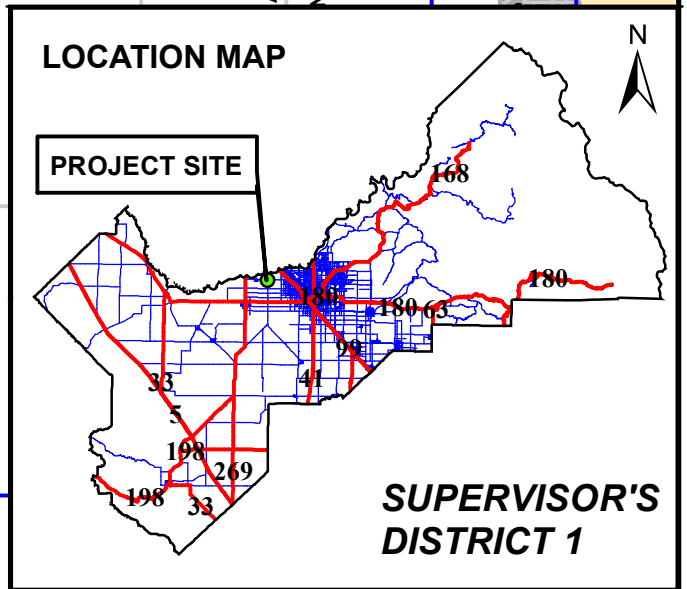 LOCATION MAP
N
PROJECT SITE
168
180
180
180 63
99
33
41
5
198
269
198
33
SUPERVISOR'S
DISTRICT 1